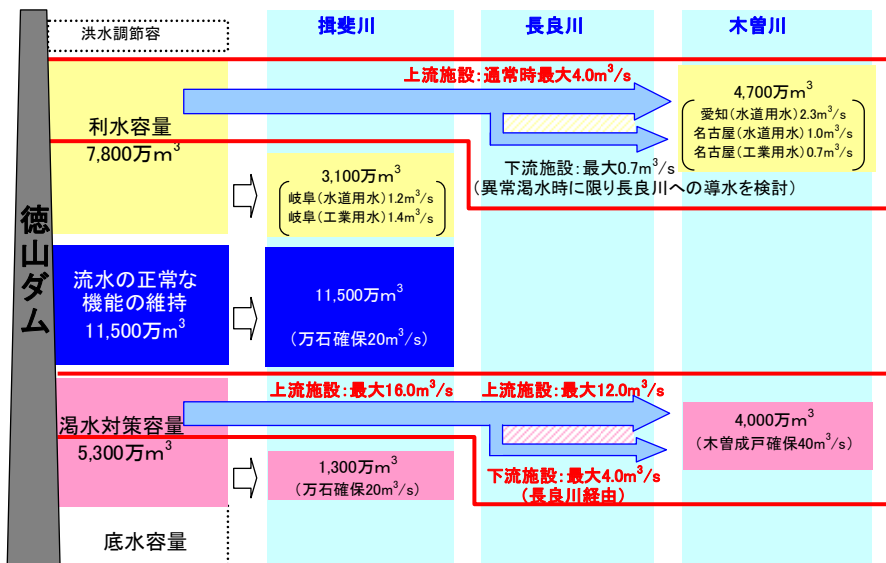 洪水調節容
揖斐川
長良川
木曽川
徳山ダム
上流施設:通常時最大4.0m³/s
利水容量
7,800万m³
4,700万m³
愛知(水道用水)2.3m³/s
名古屋(水道用水)1.0m³/s
名古屋(工業用水)0.7m³/s
下流施設:最大0.7m³/s
(異常渇水時に限り長良川への導水を検討)
3,100万m³
岐阜(水道用水)1.2m³/s
岐阜(工業用水)1.4m³/s
流水の正常な
機能の維持
11,500万m³
11,500万m³
(万石確保20m³/s)
上流施設:最大16.0m³/s
上流施設:最大12.0m³/s
渇水対策容量
5,300万m³
4,000万m³
(木曽成戸確保40m³/s)
1,300万m³
(万石確保20m³/s)
下流施設:最大4.0m³/s
(長良川経由)
底水容量